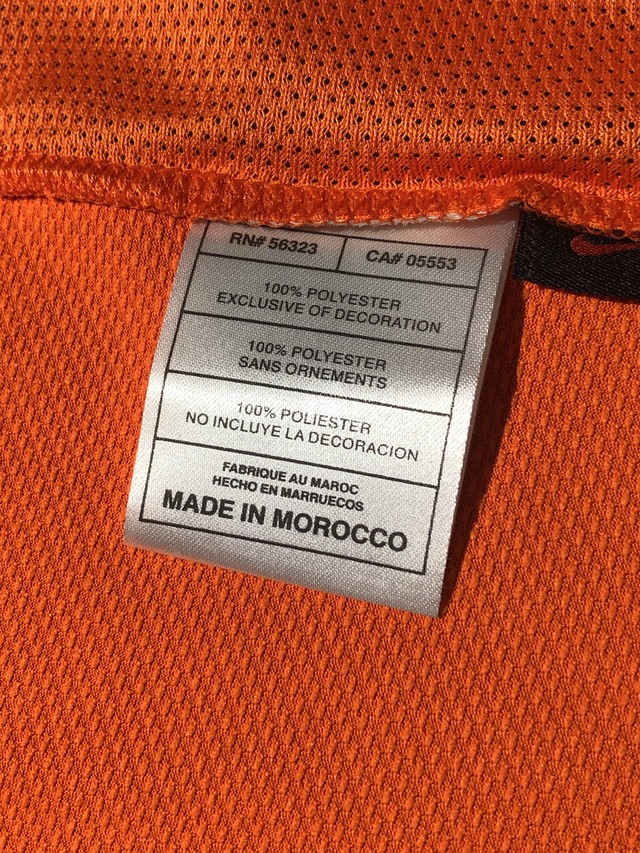 RN# 56323
CA# 05553
100% POLYESTER
EXCLUSIVE OF DECORATION
100% POLYESTER
SANS ORNEMENTS
100% POLIESTER
NO INCLUYE LA DECORACION
FABRIQUE AU MAROC
HECHO EN MARRUECOS
MADE IN MOROCCO